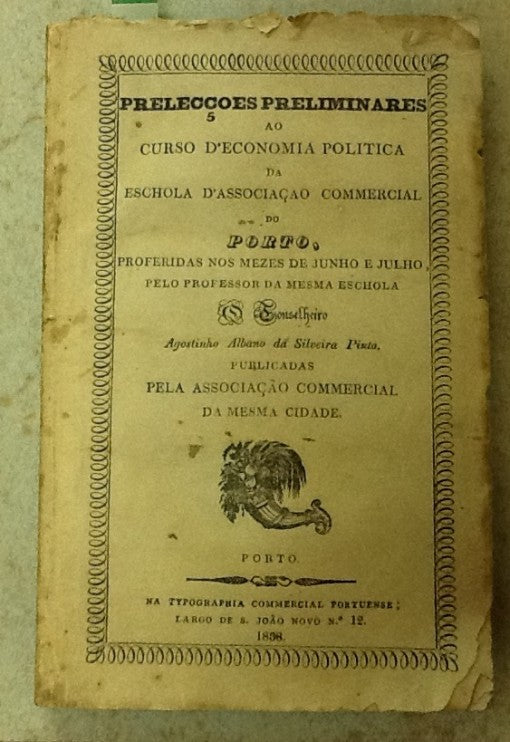 PRELECCOES PRELIMINARES
5
AO
CURSO D'ECONOMIA POLITICA
DA
ESCHOLA D'ASSOCIAÇAO COMMERCIAL
DO
PORTO,
PROFERIDAS NOS MEZES DE JUNHO E JULHO,
PELO PROFESSOR DA MESMA ESCHOLA
O Conselheiro
Agostinho Albano da Silveira Pinto.
PUBLICADAS
PELA ASSOCIAÇÃO COMMERCIAL
DA MESMA CIDADE.
PORTO.
NA TYPOGRAPHIA COMMERCIAL PORTUENSE;
LARGO DE S. JOÃO NOVO N.º 12.
1838.